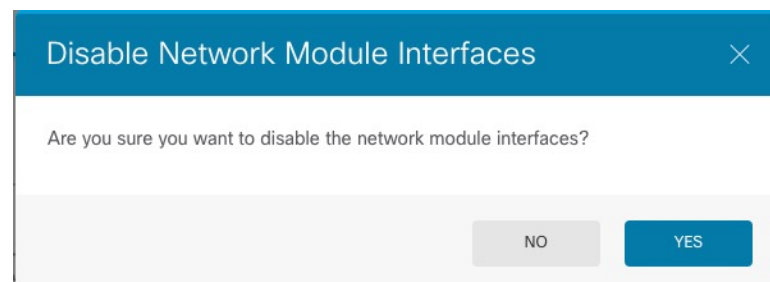 Disable Network Module Interfaces
Are you sure you want to disable the network module interfaces?
NO
YES